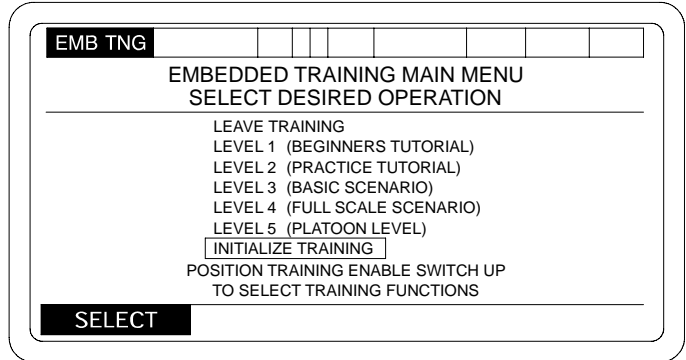 EMB TNG
EMBEDDED TRAINING MAIN MENU
SELECT DESIRED OPERATION
LEAVE TRAINING
LEVEL 1 (BEGINNERS TUTORIAL)
LEVEL 2 (PRACTICE TUTORIAL)
LEVEL 3 (BASIC SCENARIO)
LEVEL 4 (FULL SCALE SCENARIO)
LEVEL 5 (PLATOON LEVEL)
INITIALIZE TRAINING
POSITION TRAINING ENABLE SWITCH UP
TO SELECT TRAINING FUNCTIONS
SELECT